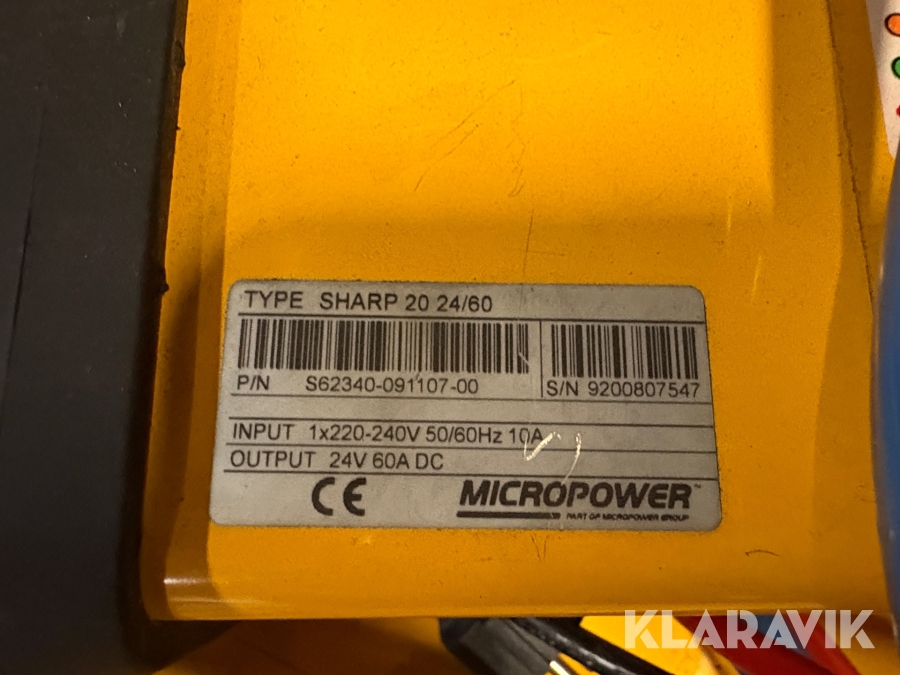 TYPE SHARP 20 24/60
P/N S62340-091107-00
S/N 9200807547
INPUT 1x220-240V 50/60Hz 10A
OUTPUT 24V 60A DC
CE
MICROPOWER™
PART OF MICROPOWER GROUP
KLARAVIK